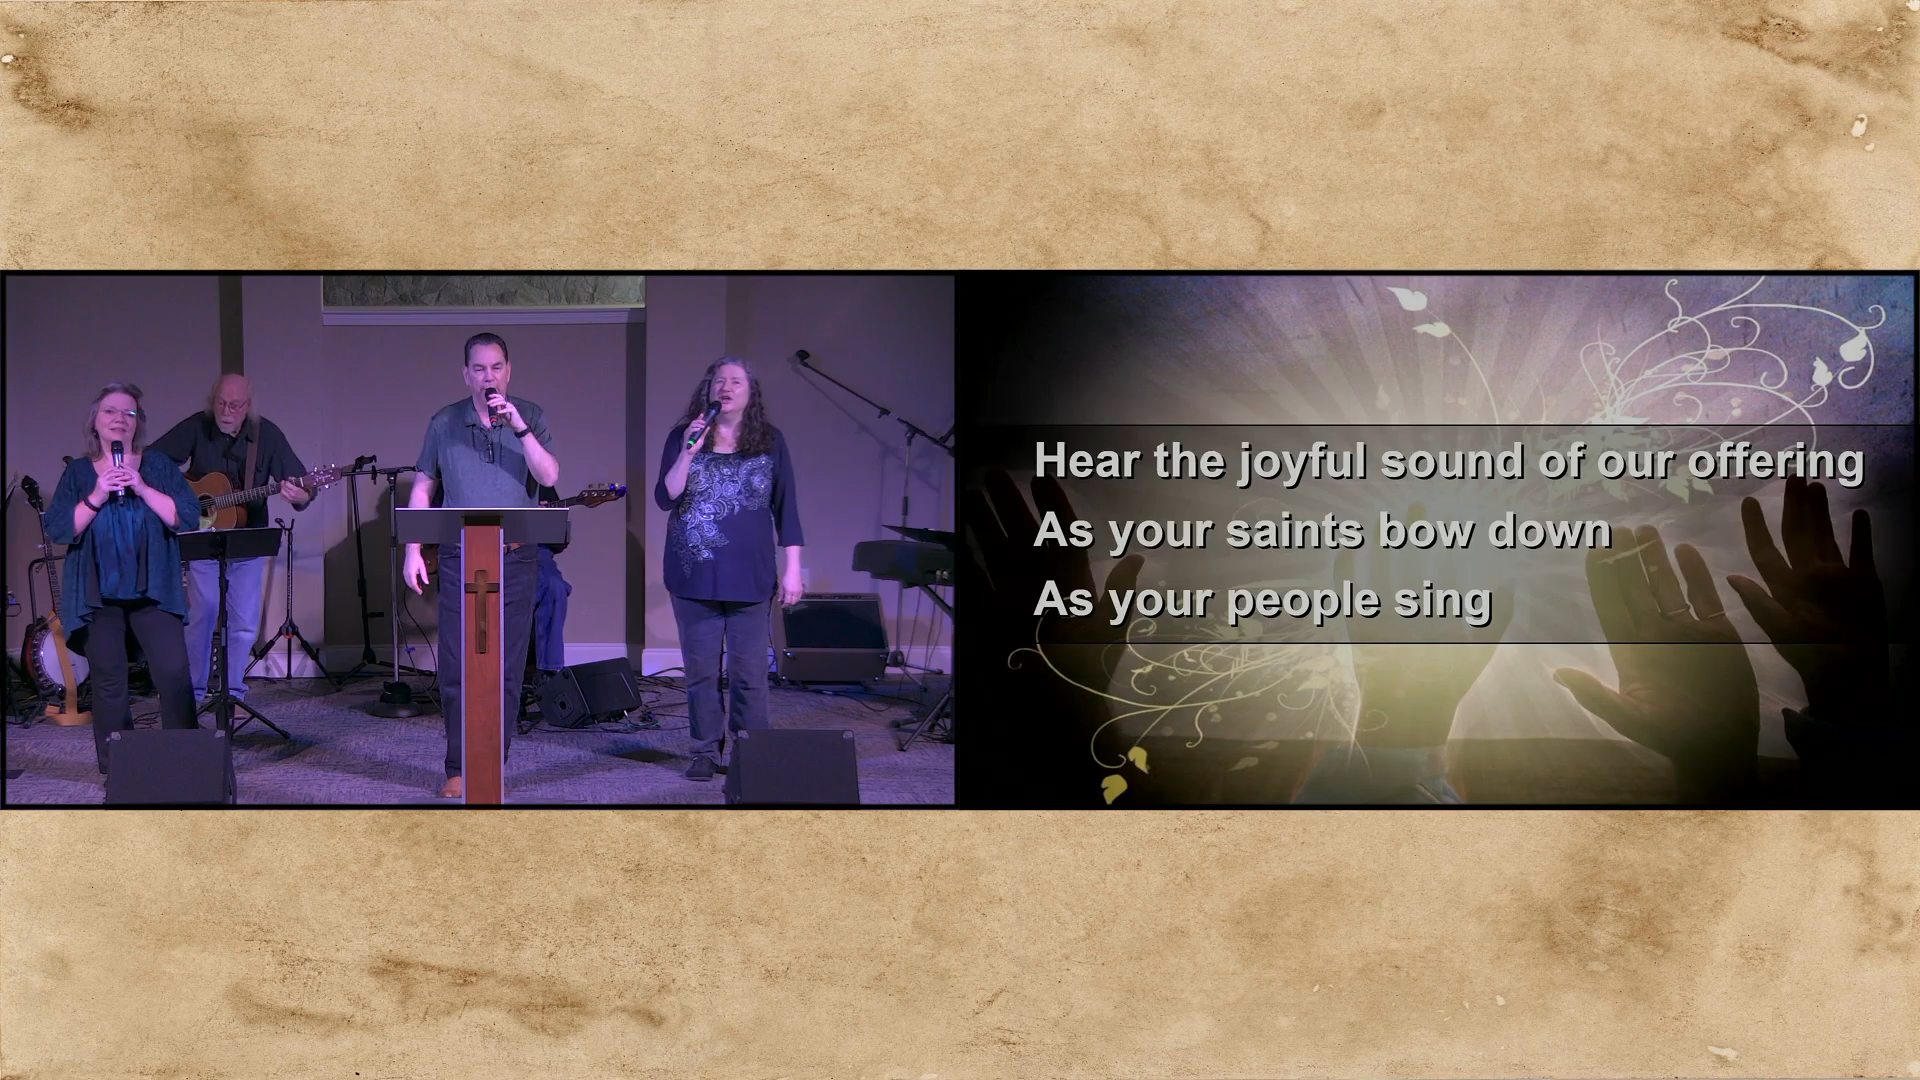 Hear the joyful sound of our offering
As your saints bow down
As your people sing